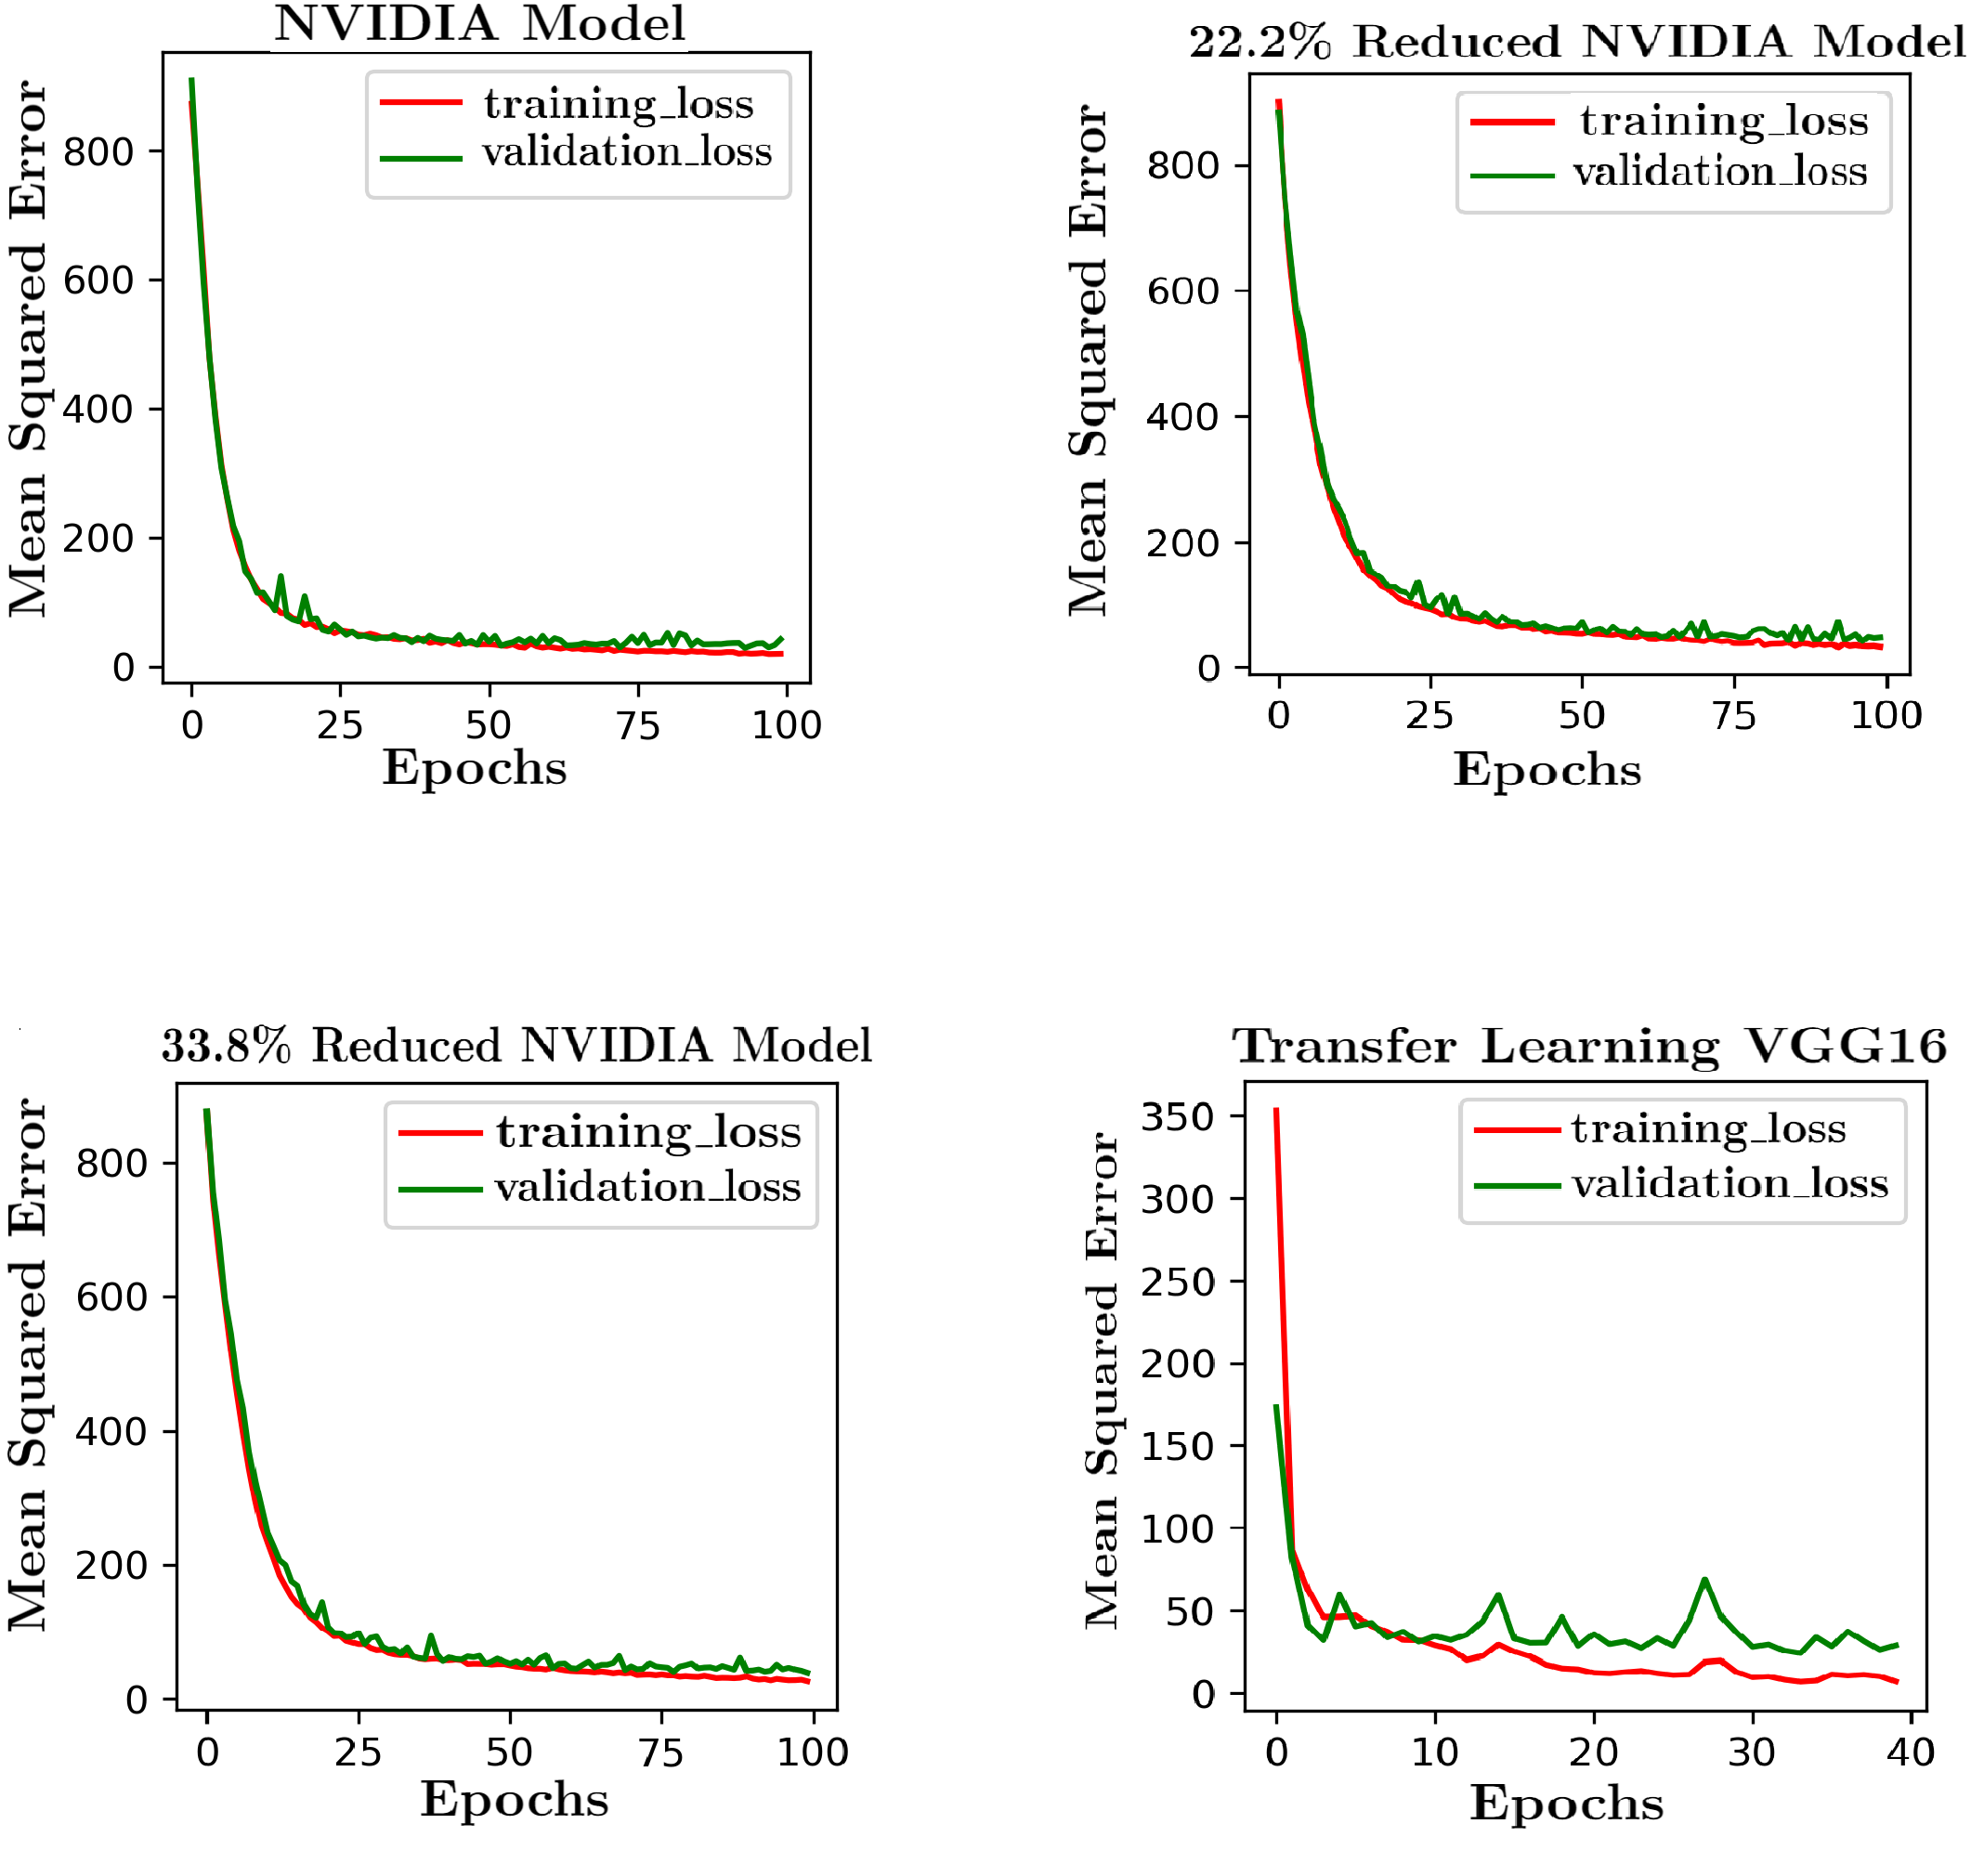 NVIDIA Model
training_loss
validation_loss
Mean Squared Error
800
600
400
200
0
0 25 50 75 100
Epochs
22.2% Reduced NVIDIA Model
training_loss
validation_loss
Mean Squared Error
800
600
400
200
0
0 25 50 75 100
Epochs
33.8% Reduced NVIDIA Model
training_loss
validation_loss
Mean Squared Error
800
600
400
200
0
0 25 50 75 100
Epochs
Transfer Learning VGG16
training_loss
validation_loss
Mean Squared Error
350
300
250
200
150
100
50
0
0 10 20 30 40
Epochs